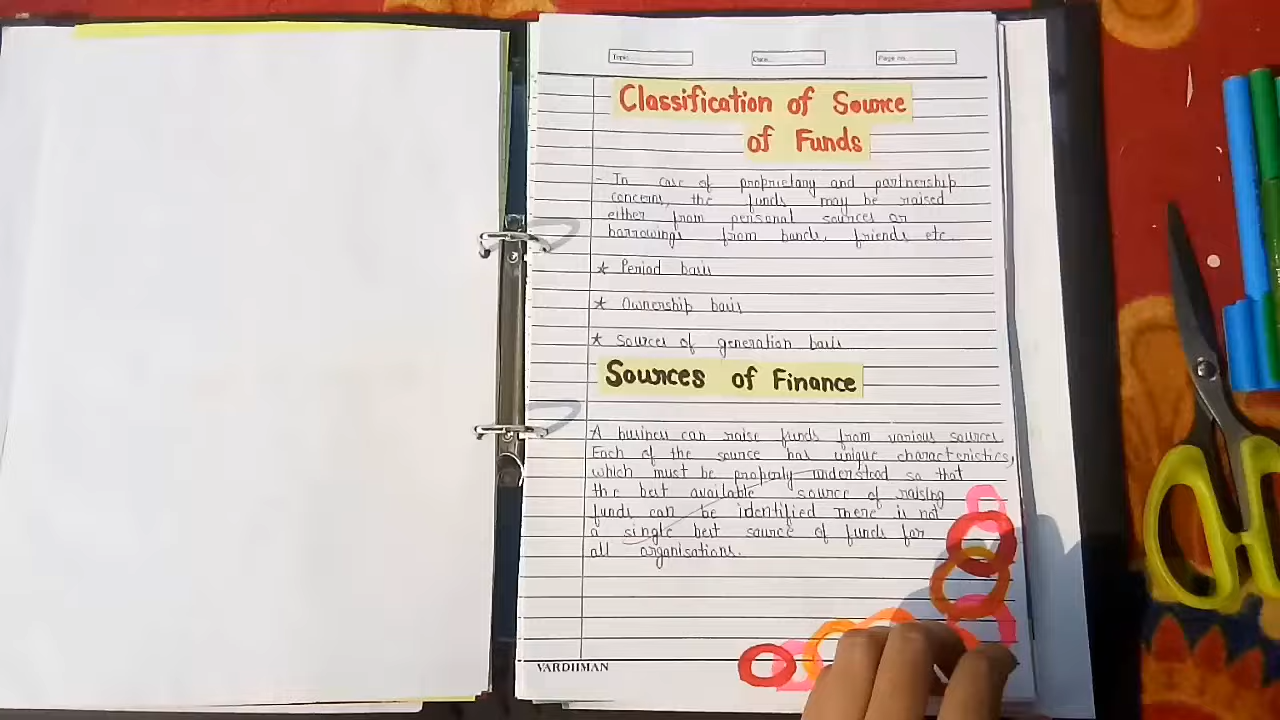 Topic
Date
Page no.
Classification of Source
of Funds
- In case of proprietary and partnership
concerns, the funds may be raised
either from personal sources or
borrowings from bands, friends etc.
* Period basis
* Ownership basis
* Sources of generation basis
Sources of Finance
A business can raise funds from various sources.
Each of the source has unique characteristics,
which must be properly understood so that
the best available source of raising
funds can be identified There is not
a single best source of funds for
all organisations.
VARDHMAN